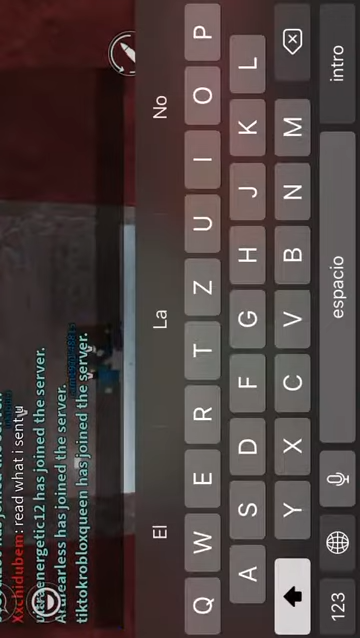 Xxchidubem: read what i sent u
energetic12 has joined the server.
has joined the server.
tiktokrobloxqueen has joined the server.
El La No
Q W E R T Z U I O P
A S D F G H J K L
Y X C V B N M
123 espacio intro